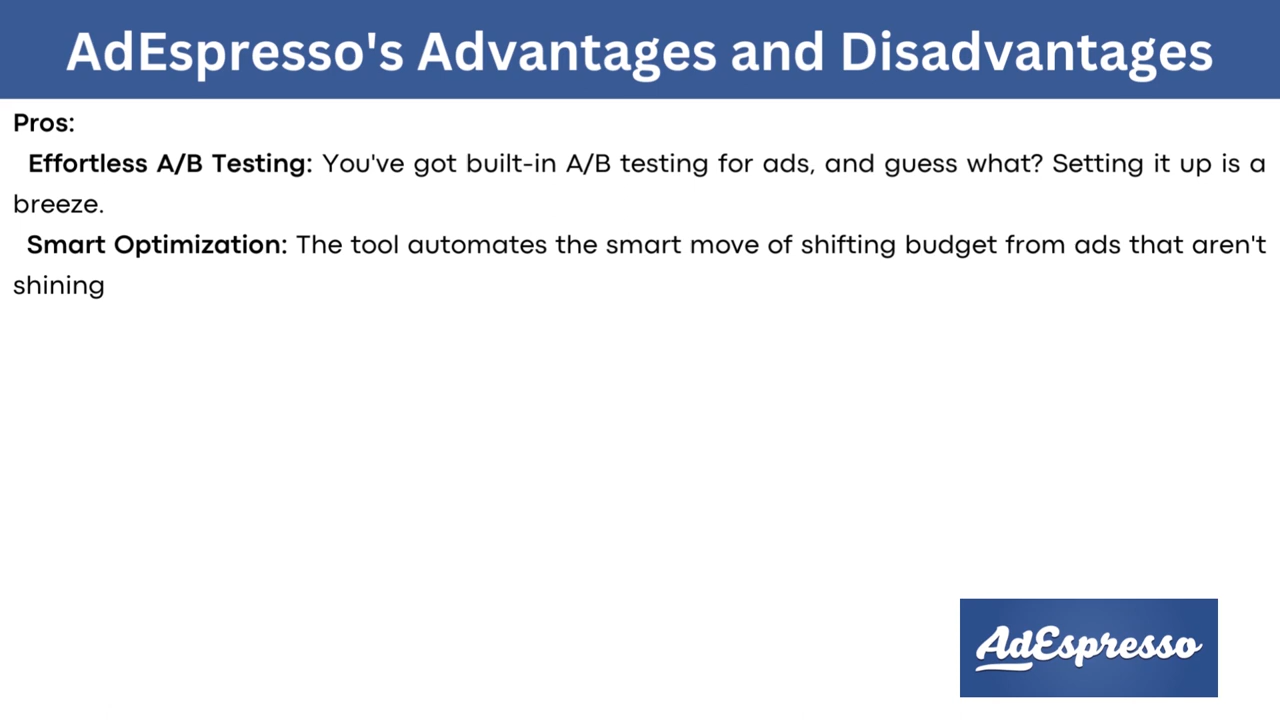 AdEspresso's Advantages and Disadvantages
Pros:
Effortless A/B Testing: You've got built-in A/B testing for ads, and guess what? Setting it up is a
breeze.
Smart Optimization: The tool automates the smart move of shifting budget from ads that aren't
shining
AdEspresso